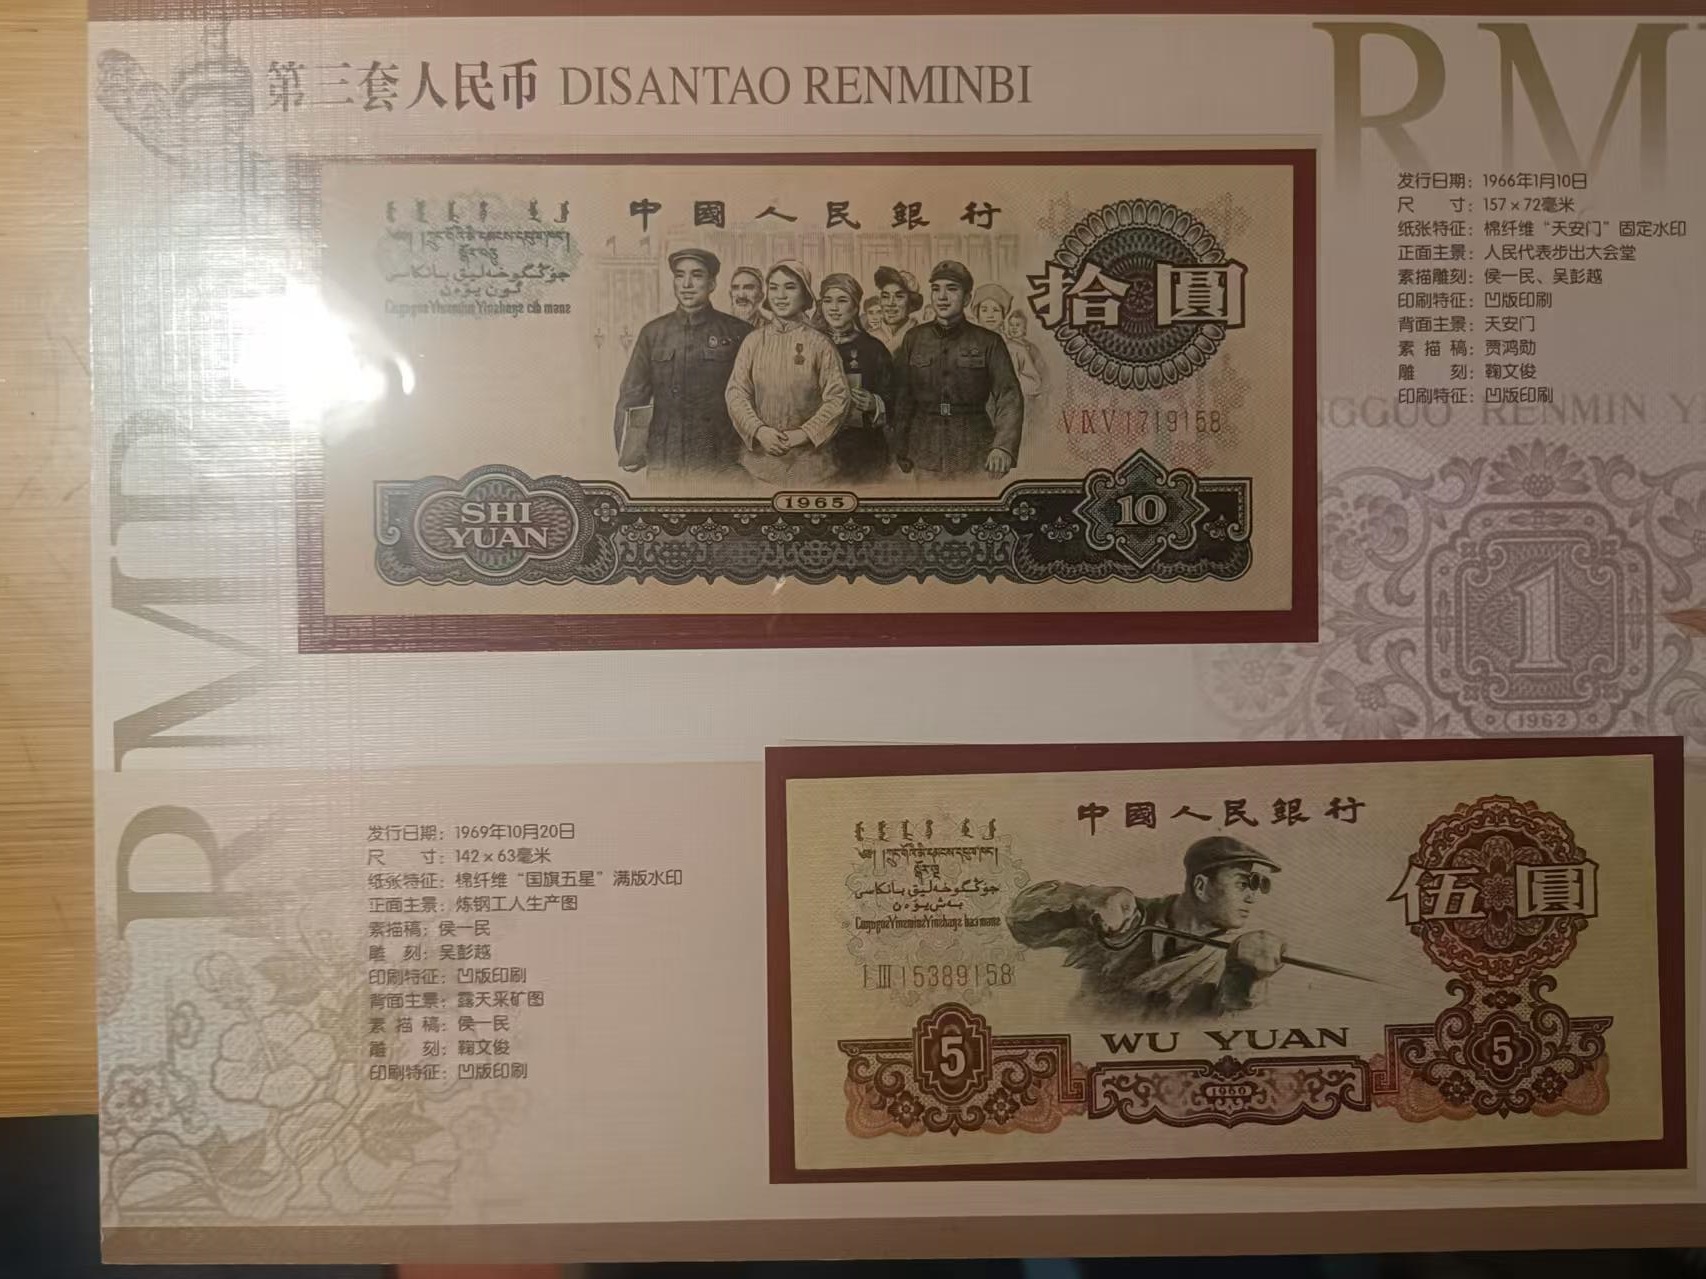 第三套人民币 DISANTAO RENMINBI
RM
发行日期：1966年1月10日
尺 寸：157×72毫米
纸张特征：棉纤维“天安门”固定水印
正面主景：人民代表步出大会堂
素描雕刻：侯一民、吴彭越
印刷特征：凹版印刷
背面主景：天安门
素 描 稿：贾鸿勋
雕 刻：鞠文俊
印刷特征：凹版印刷
中國人民銀行
拾圓
Cunggoz Yinzminz Yinzhangz cib maenz
V IX V 1719158
1965
SHI
YUAN
10
NGGUO RENMIN Y
1
1962
RMB
发行日期：1969年10月20日
尺 寸：142×63毫米
纸张特征：棉纤维“国旗五星”满版水印
正面主景：炼钢工人生产图
素描稿：侯一民
雕 刻：吴彭越
印刷特征：凹版印刷
背面主景：露天采矿图
素 描 稿：侯一民
雕 刻：鞠文俊
印刷特征：凹版印刷
中國人民銀行
伍圓
I III 15389158
WU YUAN
5
1960
5